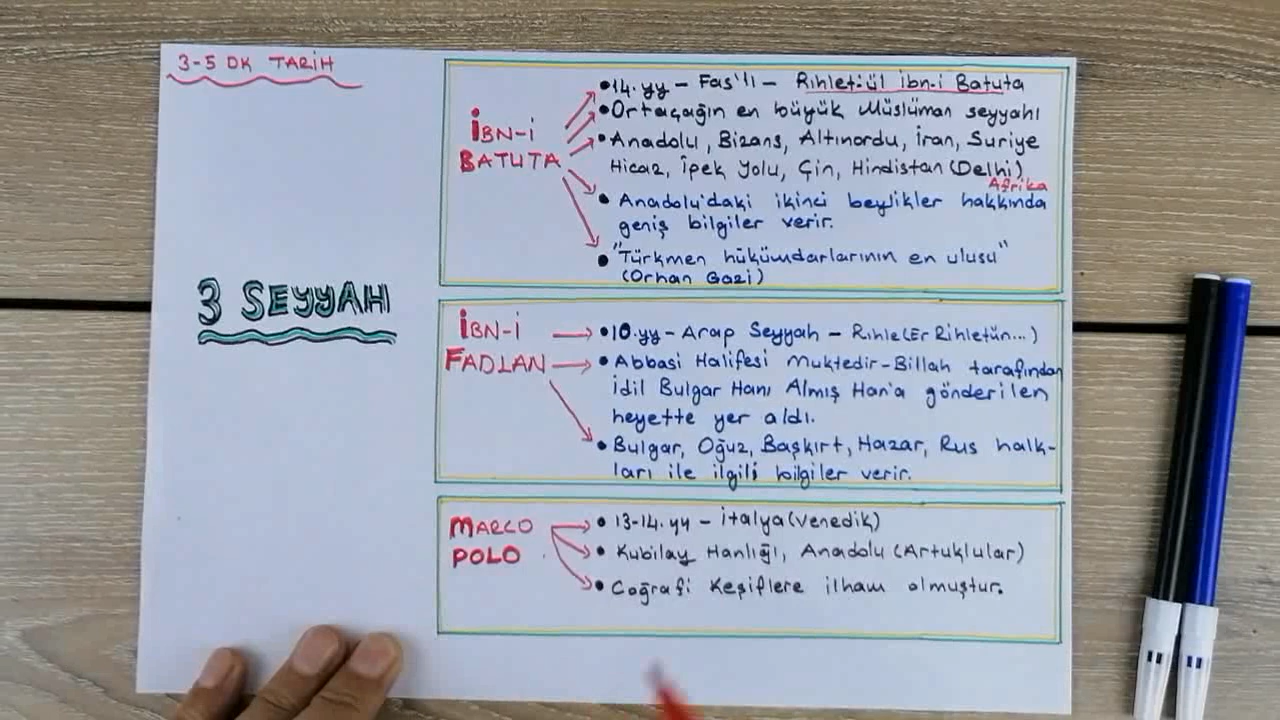 3-5 DK TARİH
3 SEYYAH
İBN-İ
BATUTA
• 14.yy - Fas'lı - Rıhlet-ül İbn-i Batuta
• Ortaçağın en büyük Müslüman seyyahı
• Anadolu, Bizans, Altınordu, İran, Suriye
Hicaz, İpek Yolu, Çin, Hindistan (Delhi)
Afrika
• Anadolu'daki ikinci beylikler hakkında
geniş bilgiler verir.
• "Türkmen hükümdarlarının en ulusu"
(Orhan Gazi)
İBN-İ
FADLAN
• 10.yy - Arap Seyyah - Rıhle (Er Rihletün...)
• Abbasi Halifesi Muktedir-Billah tarafından
İdil Bulgar Hanı Almış Han'a gönderilen
heyette yer aldı.
• Bulgar, Oğuz, Başkırt, Hazar, Rus halk-
ları ile ilgili bilgiler verir.
MARCO
POLO
• 13-14.yy - İtalya (Venedik)
• Kubilay Hanlığı, Anadolu (Artuklular)
• Coğrafi Keşiflere ilham olmuştur.